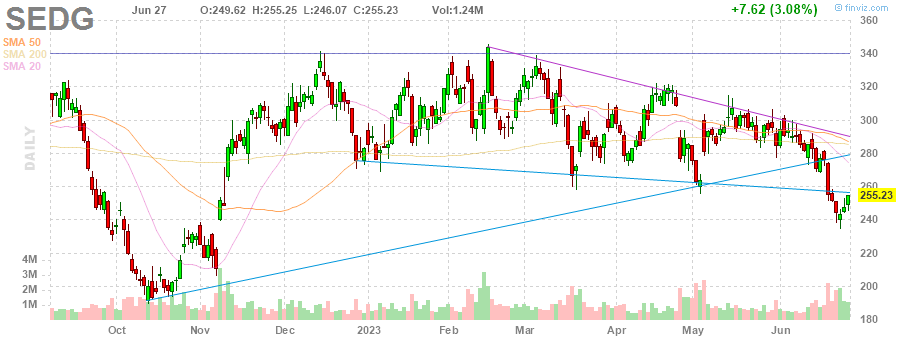 SEDG
Jun 27 O:249.62 H:255.25 L:246.07 C:255.23 Vol:1.24M +7.62 (3.08%)
© finviz.com
SMA 50
SMA 200
SMA 20
DAILY
360
340
320
300
280
260
255.23
240
220
200
180
4M
3M
2M
1M
Oct Nov Dec 2023 Feb Mar Apr May Jun